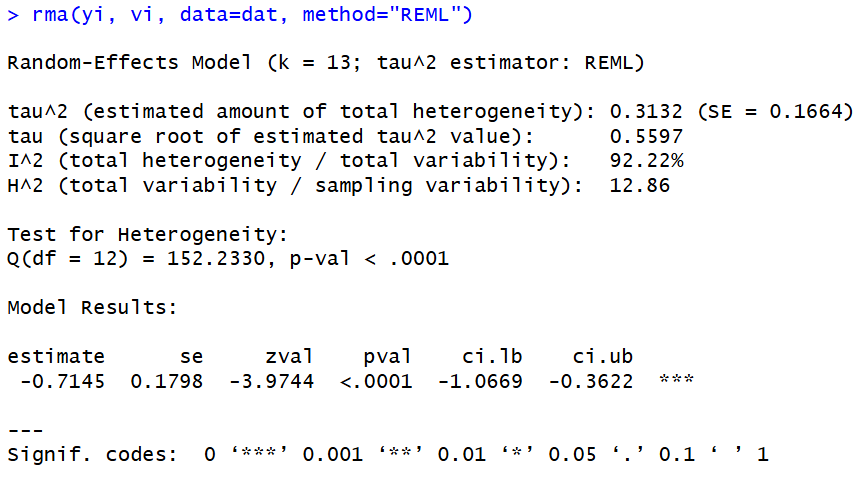 > rma(yi, vi, data=dat, method="REML")
Random-Effects Model (k = 13; tau^2 estimator: REML)
tau^2 (estimated amount of total heterogeneity): 0.3132 (SE = 0.1664)
tau (square root of estimated tau^2 value):      0.5597
I^2 (total heterogeneity / total variability):   92.22%
H^2 (total variability / sampling variability):  12.86
Test for Heterogeneity:
Q(df = 12) = 152.2330, p-val < .0001
Model Results:
estimate      se     zval    pval    ci.lb    ci.ub
 -0.7145  0.1798  -3.9744  <.0001  -1.0669  -0.3622  ***
---
Signif. codes:  0 ‘***’ 0.001 ‘**’ 0.01 ‘*’ 0.05 ‘.’ 0.1 ‘ ’ 1